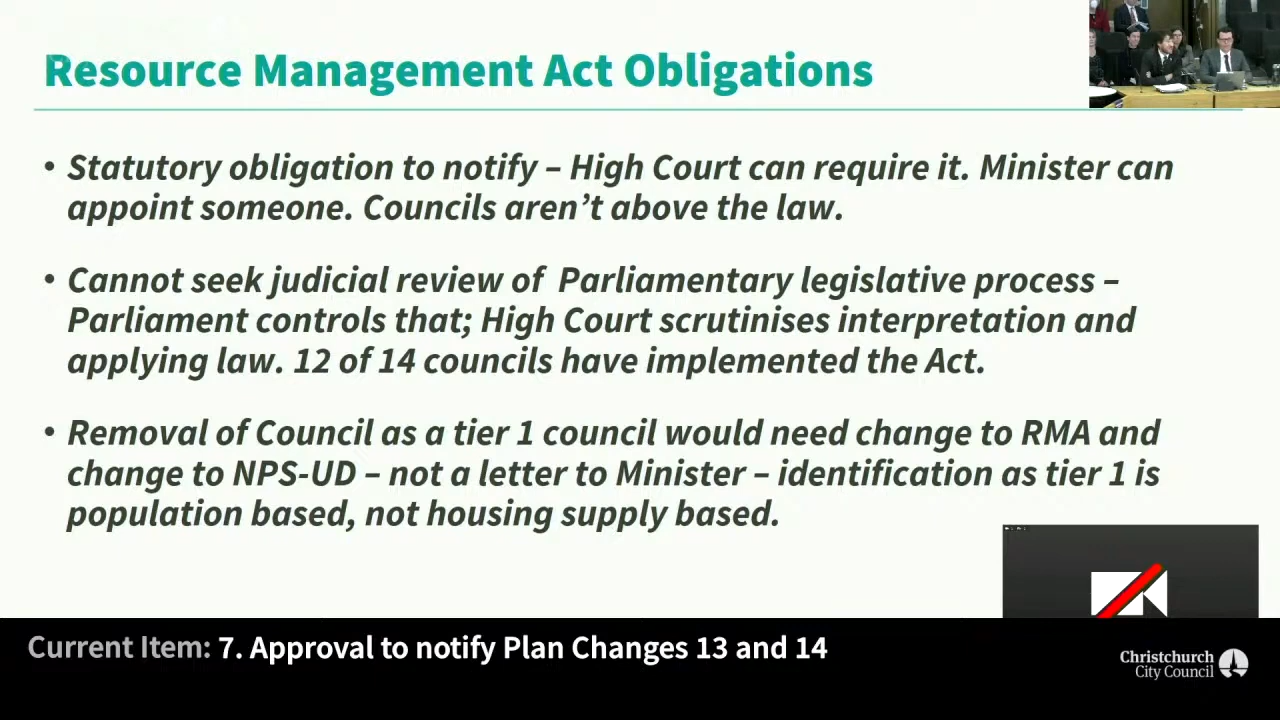 Resource Management Act Obligations
• Statutory obligation to notify – High Court can require it. Minister can
appoint someone. Councils aren’t above the law.
• Cannot seek judicial review of Parliamentary legislative process –
Parliament controls that; High Court scrutinises interpretation and
applying law. 12 of 14 councils have implemented the Act.
• Removal of Council as a tier 1 council would need change to RMA and
change to NPS-UD – not a letter to Minister – identification as tier 1 is
population based, not housing supply based.
Current Item: 7. Approval to notify Plan Changes 13 and 14
Christchurch
City Council